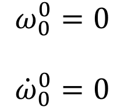 ω₀⁰ = 0
ω̇₀⁰ = 0